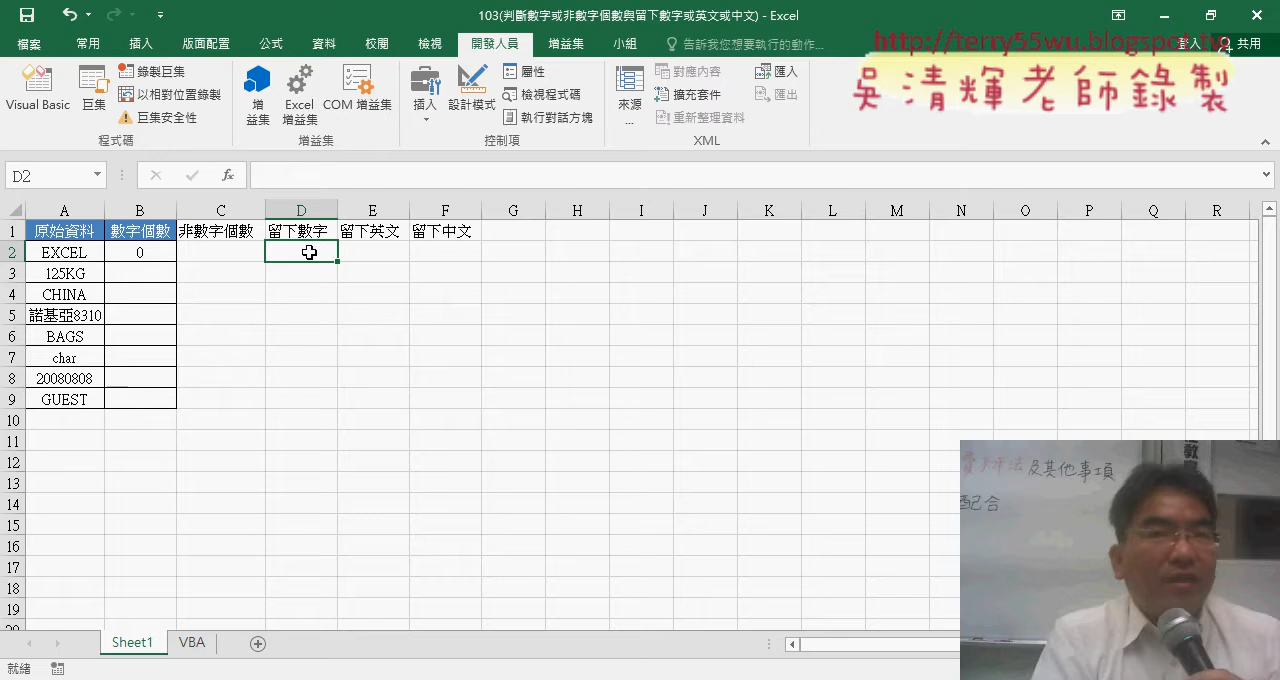 103(判斷數字或非數字個數與留下數字或英文或中文) - Excel
檔案 常用 插入 版面配置 公式 資料 校閱 檢視 開發人員 增益集 小組 告訴我您想要執行的動作... 登入 共用
http://terry55wu.blogspot.tw
吳清輝老師錄製
Visual Basic 巨集 錄製巨集 以相對位置錄製 巨集安全性
程式碼
增益集 Excel 增益集 COM 增益集
增益集
插入 設計模式 屬性 檢視程式碼 執行對話方塊
控制項
來源... 對應內容 擴充套件 重新整理資料 匯入 匯出
XML
D2 fx
A B C D E F G H I J K L M N O P Q R
1 原始資料 數字個數 非數字個數 留下數字 留下英文 留下中文
2 EXCEL 0
3 125KG
4 CHINA
5 諾基亞8310
6 BAGS
7 char
8 20080808
9 GUEST
10
11
12
13
14
15
16
17
18
19
及其他事項
配合
Sheet1 VBA
就緒